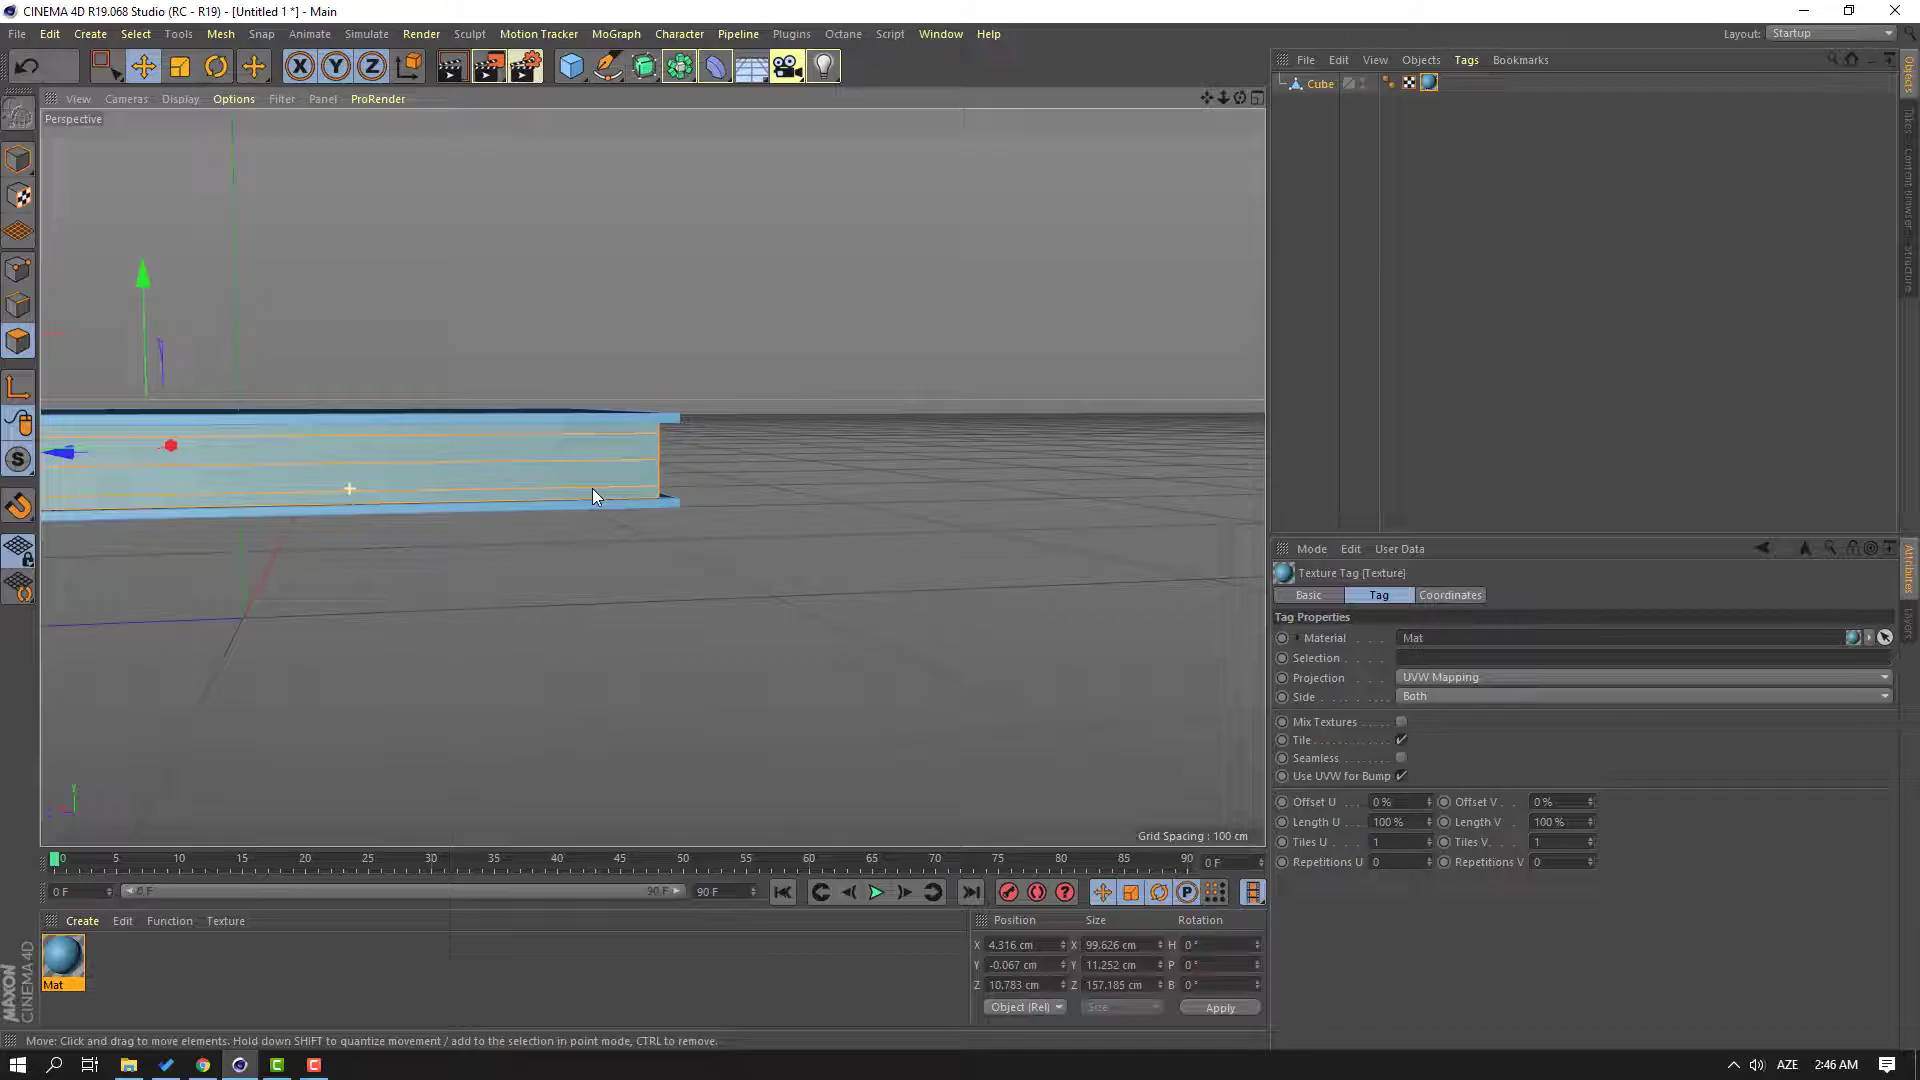 CINEMA 4D R19.068 Studio (RC - R19) - [Untitled 1 *] - Main
File Edit Create Select Tools Mesh Snap Animate Simulate Render Sculpt Motion Tracker MoGraph Character Pipeline Plugins Octane Script Window Help
Layout: Startup
X Y Z
File Edit View Objects Tags Bookmarks
Cube
View Cameras Display Options Filter Panel ProRender
Perspective
Objects
Takes
Content Browser
Structure
S
Y
Grid Spacing : 100 cm
Mode Edit User Data
Texture Tag [Texture]
Basic Tag Coordinates
Tag Properties
Material . . . Mat
Selection . . . .
Projection . . . UVW Mapping
Side . . . . . . . Both
Mix Textures . . . .
Tile . . . . . . . . . .
Seamless . . . .
Use UVW for Bump
Offset U . . . 0 % Offset V . . 0 %
Length U . . 100 % Length V . 100 %
Tiles U . . . 1 Tiles V. . . . 1
Repetitions U 0 Repetitions V 0
Attributes
Layers
0 5 10 15 20 25 30 35 40 45 50 55 60 65 70 75 80 85 90 0 F
0 F 0 F 90 F 90 F
P
Create Edit Function Texture
Mat
Position Size Rotation
X 4.316 cm X 99.626 cm H 0 °
Y -0.067 cm Y 11.252 cm P 0 °
Z 10.783 cm Z 157.185 cm B 0 °
Object (Rel) Size Apply
MAXON
CINEMA 4D
Move: Click and drag to move elements. Hold down SHIFT to quantize movement / add to the selection in point mode, CTRL to remove.
AZE 2:46 AM